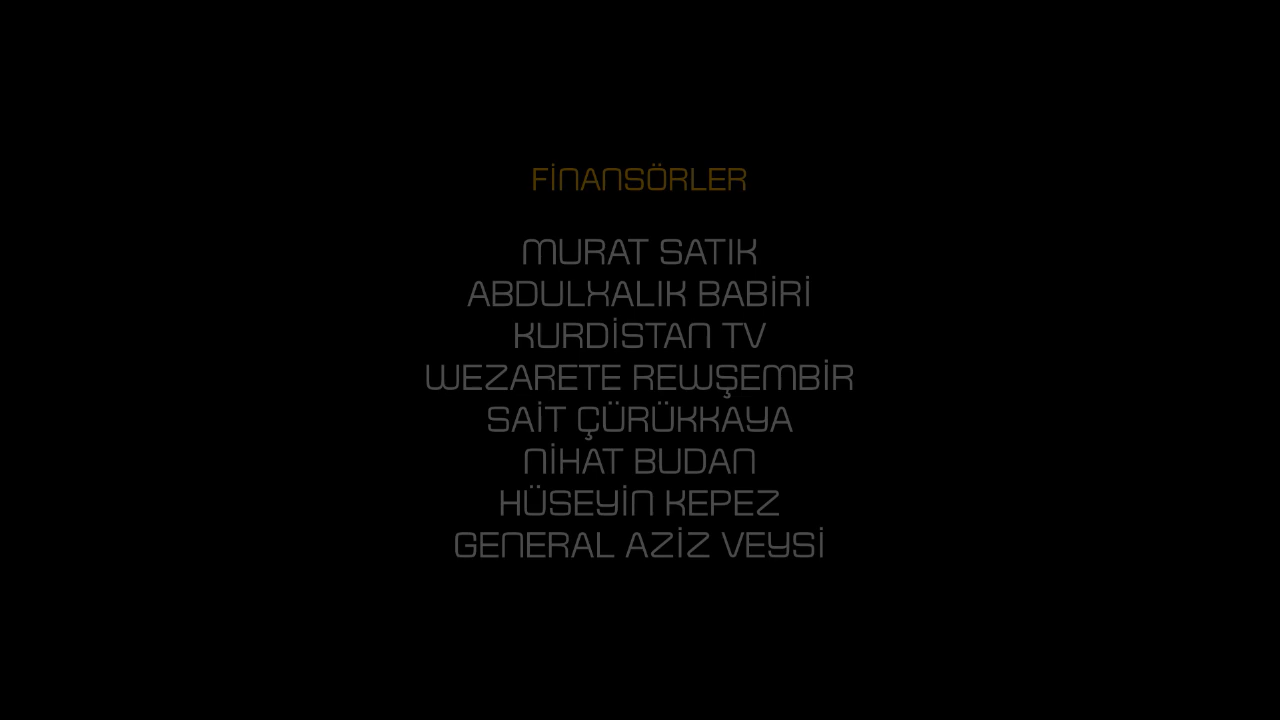 FİNANSÖRLER
MURAT SATIK
ABDULXALIK BABİRİ
KURDİSTAN TV
WEZARETE REWŞEMBİR
SAİT ÇÜRÜKKAYA
NİHAT BUDAN
HÜSEYİN KEPEZ
GENERAL AZİZ VEYSİ